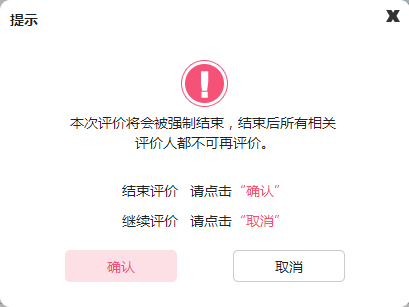 提示
本次评价将会被强制结束，结束后所有相关
评价人都不可再评价。
结束评价 请点击“确认”
继续评价 请点击“取消”
确认 取消